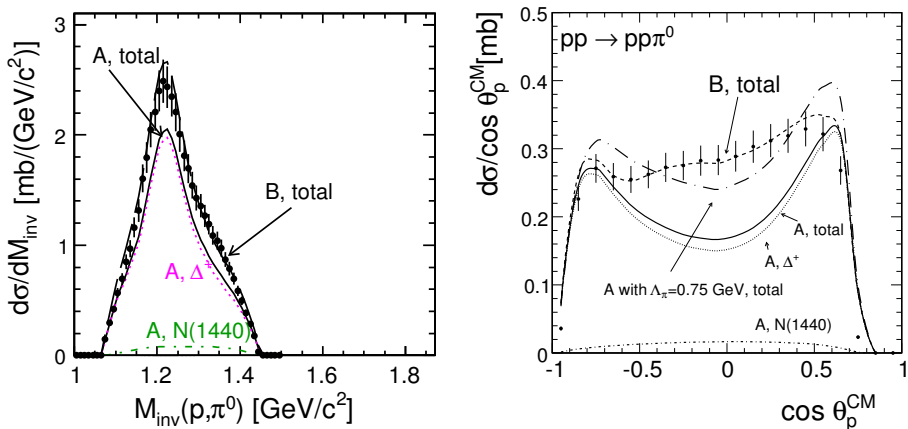 dσ/dM_inv [mb/(GeV/c²)]
3
2
1
0
A, total
B, total
A, Δ⁺
A, N(1440)
1 1.2 1.4 1.6 1.8
M_inv(p,π⁰) [GeV/c²]
dσ/cos θ_p^CM [mb]
0.5
0.4
0.3
0.2
0.1
0
pp → ppπ⁰
B, total
A, total
A, Δ⁺
A with Λ_π=0.75 GeV, total
A, N(1440)
-1 -0.5 0 0.5 1
cos θ_p^CM